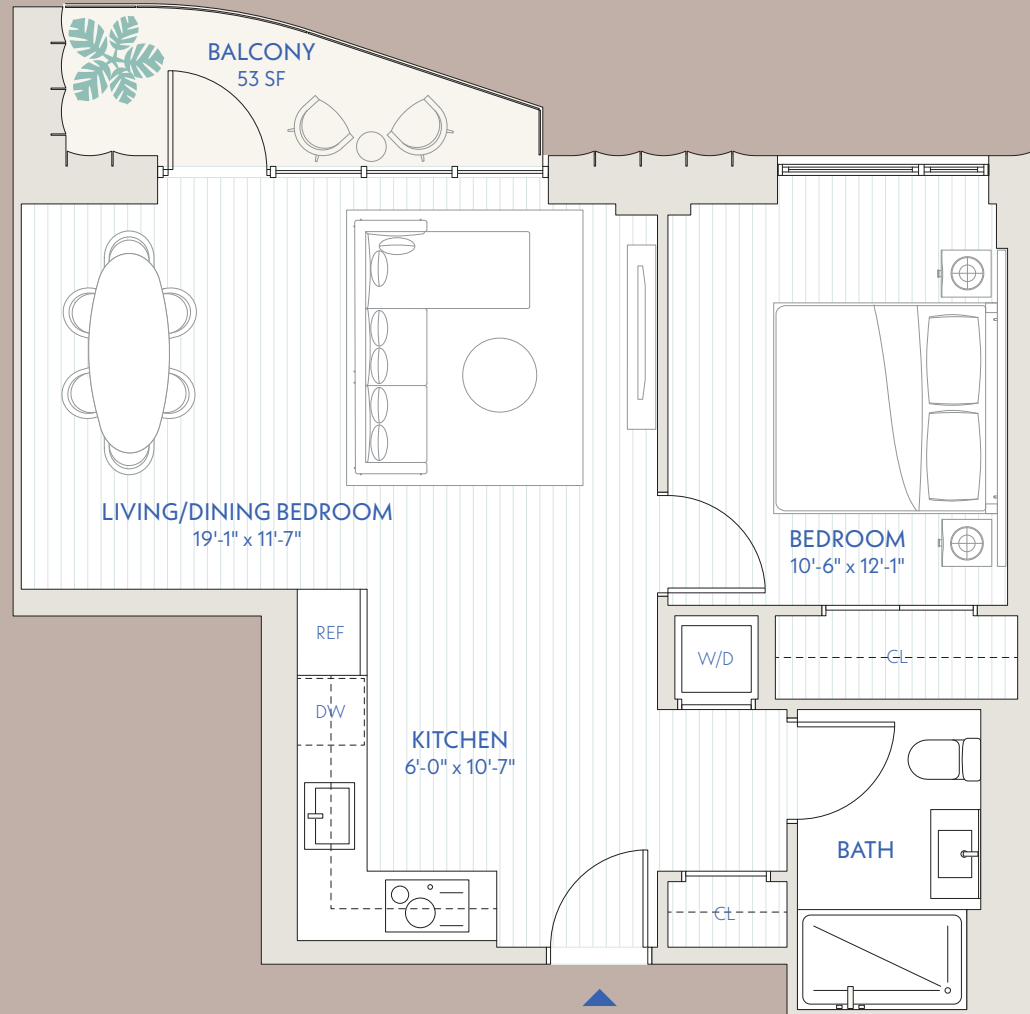 BALCONY
53 SF
LIVING/DINING BEDROOM
19'-1" x 11'-7"
BEDROOM
10'-6" x 12'-1"
REF
W/D
CL
DW
KITCHEN
6'-0" x 10'-7"
BATH
CL